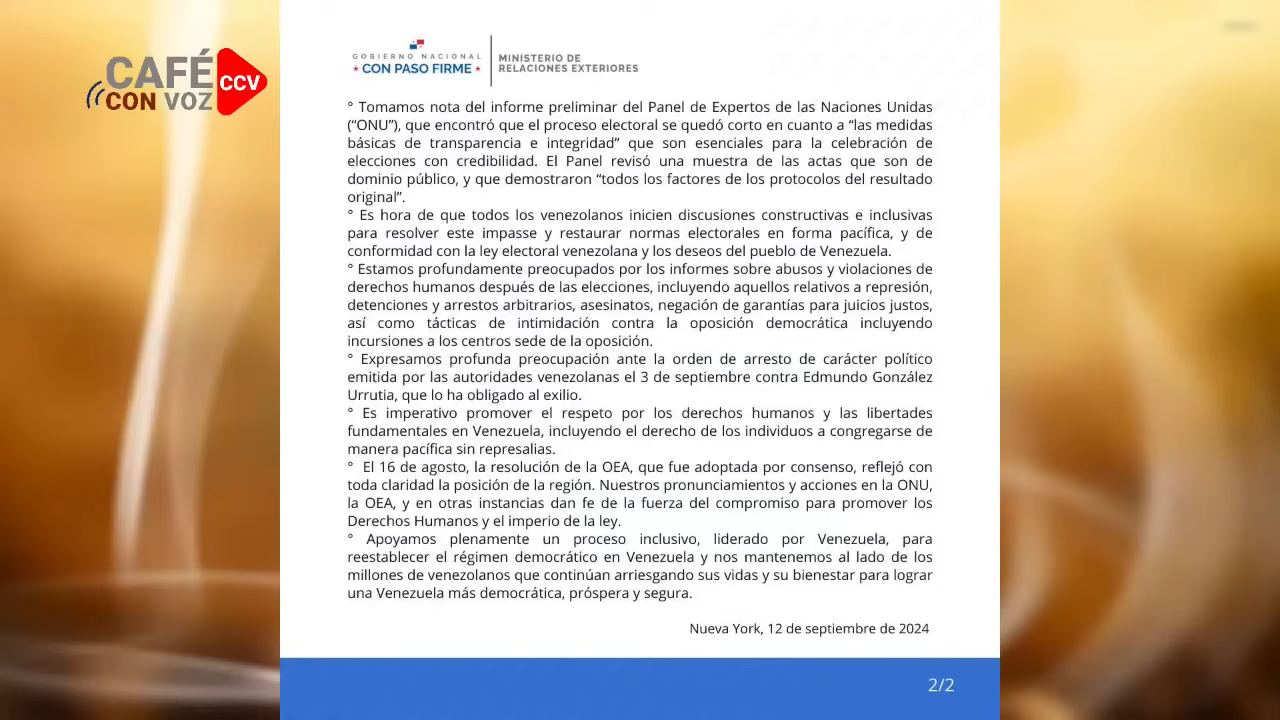 CAFÉ
CON VOZ
CCV
GOBIERNO NACIONAL
* CON PASO FIRME *
MINISTERIO DE
RELACIONES EXTERIORES
° Tomamos nota del informe preliminar del Panel de Expertos de las Naciones Unidas
(“ONU”), que encontró que el proceso electoral se quedó corto en cuanto a “las medidas
básicas de transparencia e integridad” que son esenciales para la celebración de
elecciones con credibilidad. El Panel revisó una muestra de las actas que son de
dominio público, y que demostraron “todos los factores de los protocolos del resultado
original”.
° Es hora de que todos los venezolanos inicien discusiones constructivas e inclusivas
para resolver este impasse y restaurar normas electorales en forma pacífica, y de
conformidad con la ley electoral venezolana y los deseos del pueblo de Venezuela.
° Estamos profundamente preocupados por los informes sobre abusos y violaciones de
derechos humanos después de las elecciones, incluyendo aquellos relativos a represión,
detenciones y arrestos arbitrarios, asesinatos, negación de garantías para juicios justos,
así como tácticas de intimidación contra la oposición democrática incluyendo
incursiones a los centros sede de la oposición.
° Expresamos profunda preocupación ante la orden de arresto de carácter político
emitida por las autoridades venezolanas el 3 de septiembre contra Edmundo González
Urrutia, que lo ha obligado al exilio.
° Es imperativo promover el respeto por los derechos humanos y las libertades
fundamentales en Venezuela, incluyendo el derecho de los individuos a congregarse de
manera pacífica sin represalias.
° El 16 de agosto, la resolución de la OEA, que fue adoptada por consenso, reflejó con
toda claridad la posición de la región. Nuestros pronunciamientos y acciones en la ONU,
la OEA, y en otras instancias dan fe de la fuerza del compromiso para promover los
Derechos Humanos y el imperio de la ley.
° Apoyamos plenamente un proceso inclusivo, liderado por Venezuela, para
reestablecer el régimen democrático en Venezuela y nos mantenemos al lado de los
millones de venezolanos que continúan arriesgando sus vidas y su bienestar para lograr
una Venezuela más democrática, próspera y segura.
Nueva York, 12 de septiembre de 2024
2/2